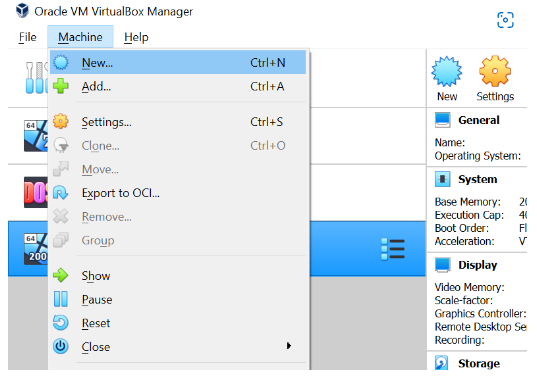 Oracle VM VirtualBox Manager
File Machine Help
New... Ctrl+N
Add... Ctrl+A
Settings... Ctrl+S
Clone... Ctrl+O
Move...
Export to OCI...
Remove...
Group
Show
Pause
Reset
Close
64
64
200
New Settings
General
Name:
Operating System:
System
Base Memory: 20
Execution Cap: 40
Boot Order: Fl
Acceleration: VT
Display
Video Memory:
Scale-factor:
Graphics Controller:
Remote Desktop Se
Recording:
Storage